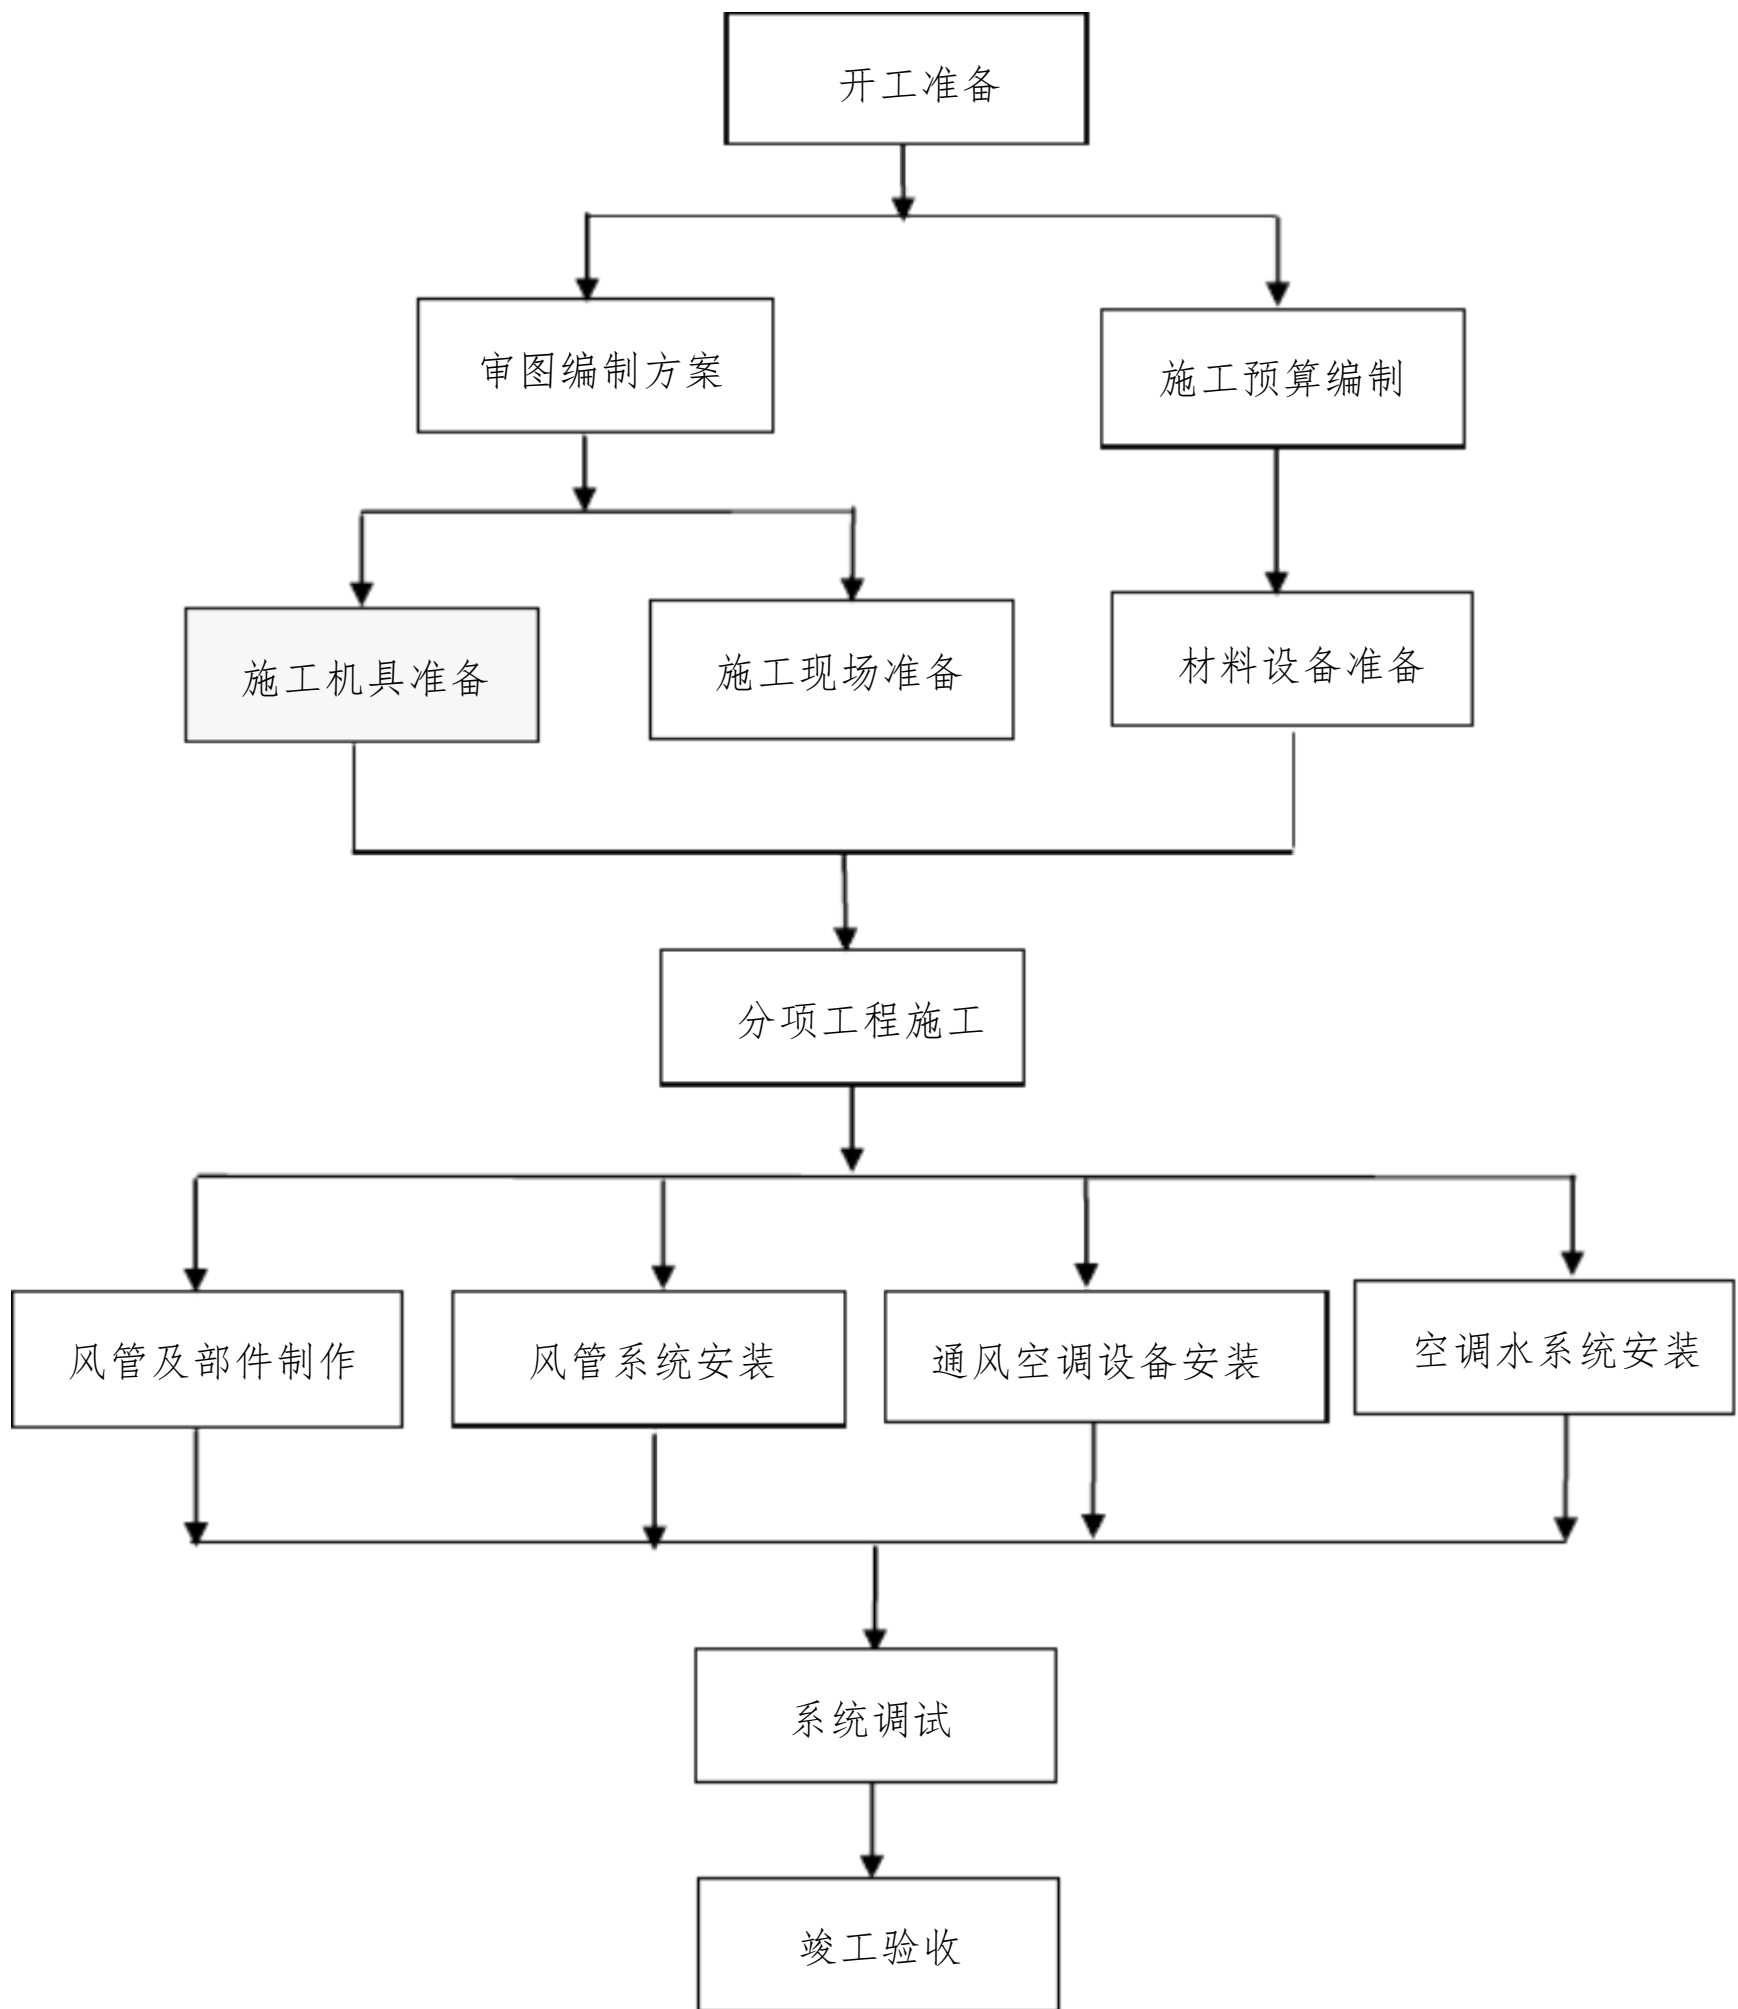 开工准备
审图编制方案
施工预算编制
施工机具准备
施工现场准备
材料设备准备
分项工程施工
风管及部件制作
风管系统安装
通风空调设备安装
空调水系统安装
系统调试
竣工验收